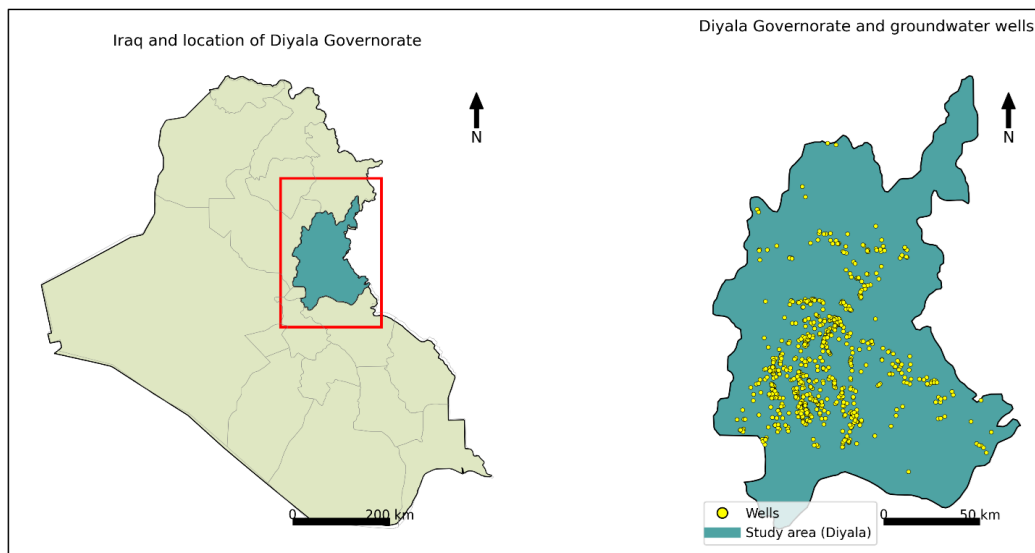 Iraq and location of Diyala Governorate
N
0
200 km
Diyala Governorate and groundwater wells
N
Wells
Study area (Diyala)
0
50 km